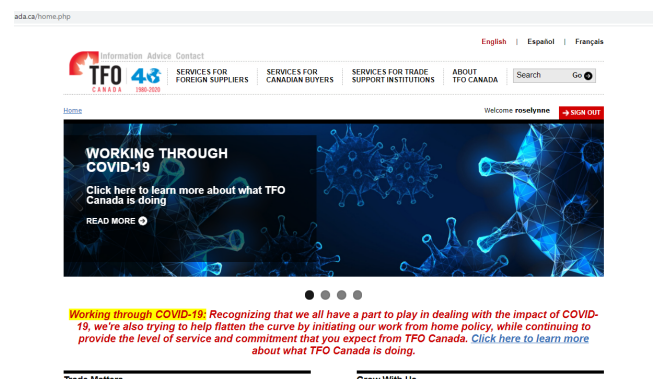 ada.ca/home.php
English | Español | Français
Information Advice Contact
TFO
CANADA
40
1980-2020
SERVICES FOR
FOREIGN SUPPLIERS
SERVICES FOR
CANADIAN BUYERS
SERVICES FOR TRADE
SUPPORT INSTITUTIONS
ABOUT
TFO CANADA
Search
Go
Home
Welcome roselynne
SIGN OUT
WORKING THROUGH
COVID-19
Click here to learn more about what TFO
Canada is doing
READ MORE
Working through COVID-19: Recognizing that we all have a part to play in dealing with the impact of COVID-
19, we're also trying to help flatten the curve by initiating our work from home policy, while continuing to
provide the level of service and commitment that you expect from TFO Canada. Click here to learn more
about what TFO Canada is doing.
Trade Matters
Grow With Us